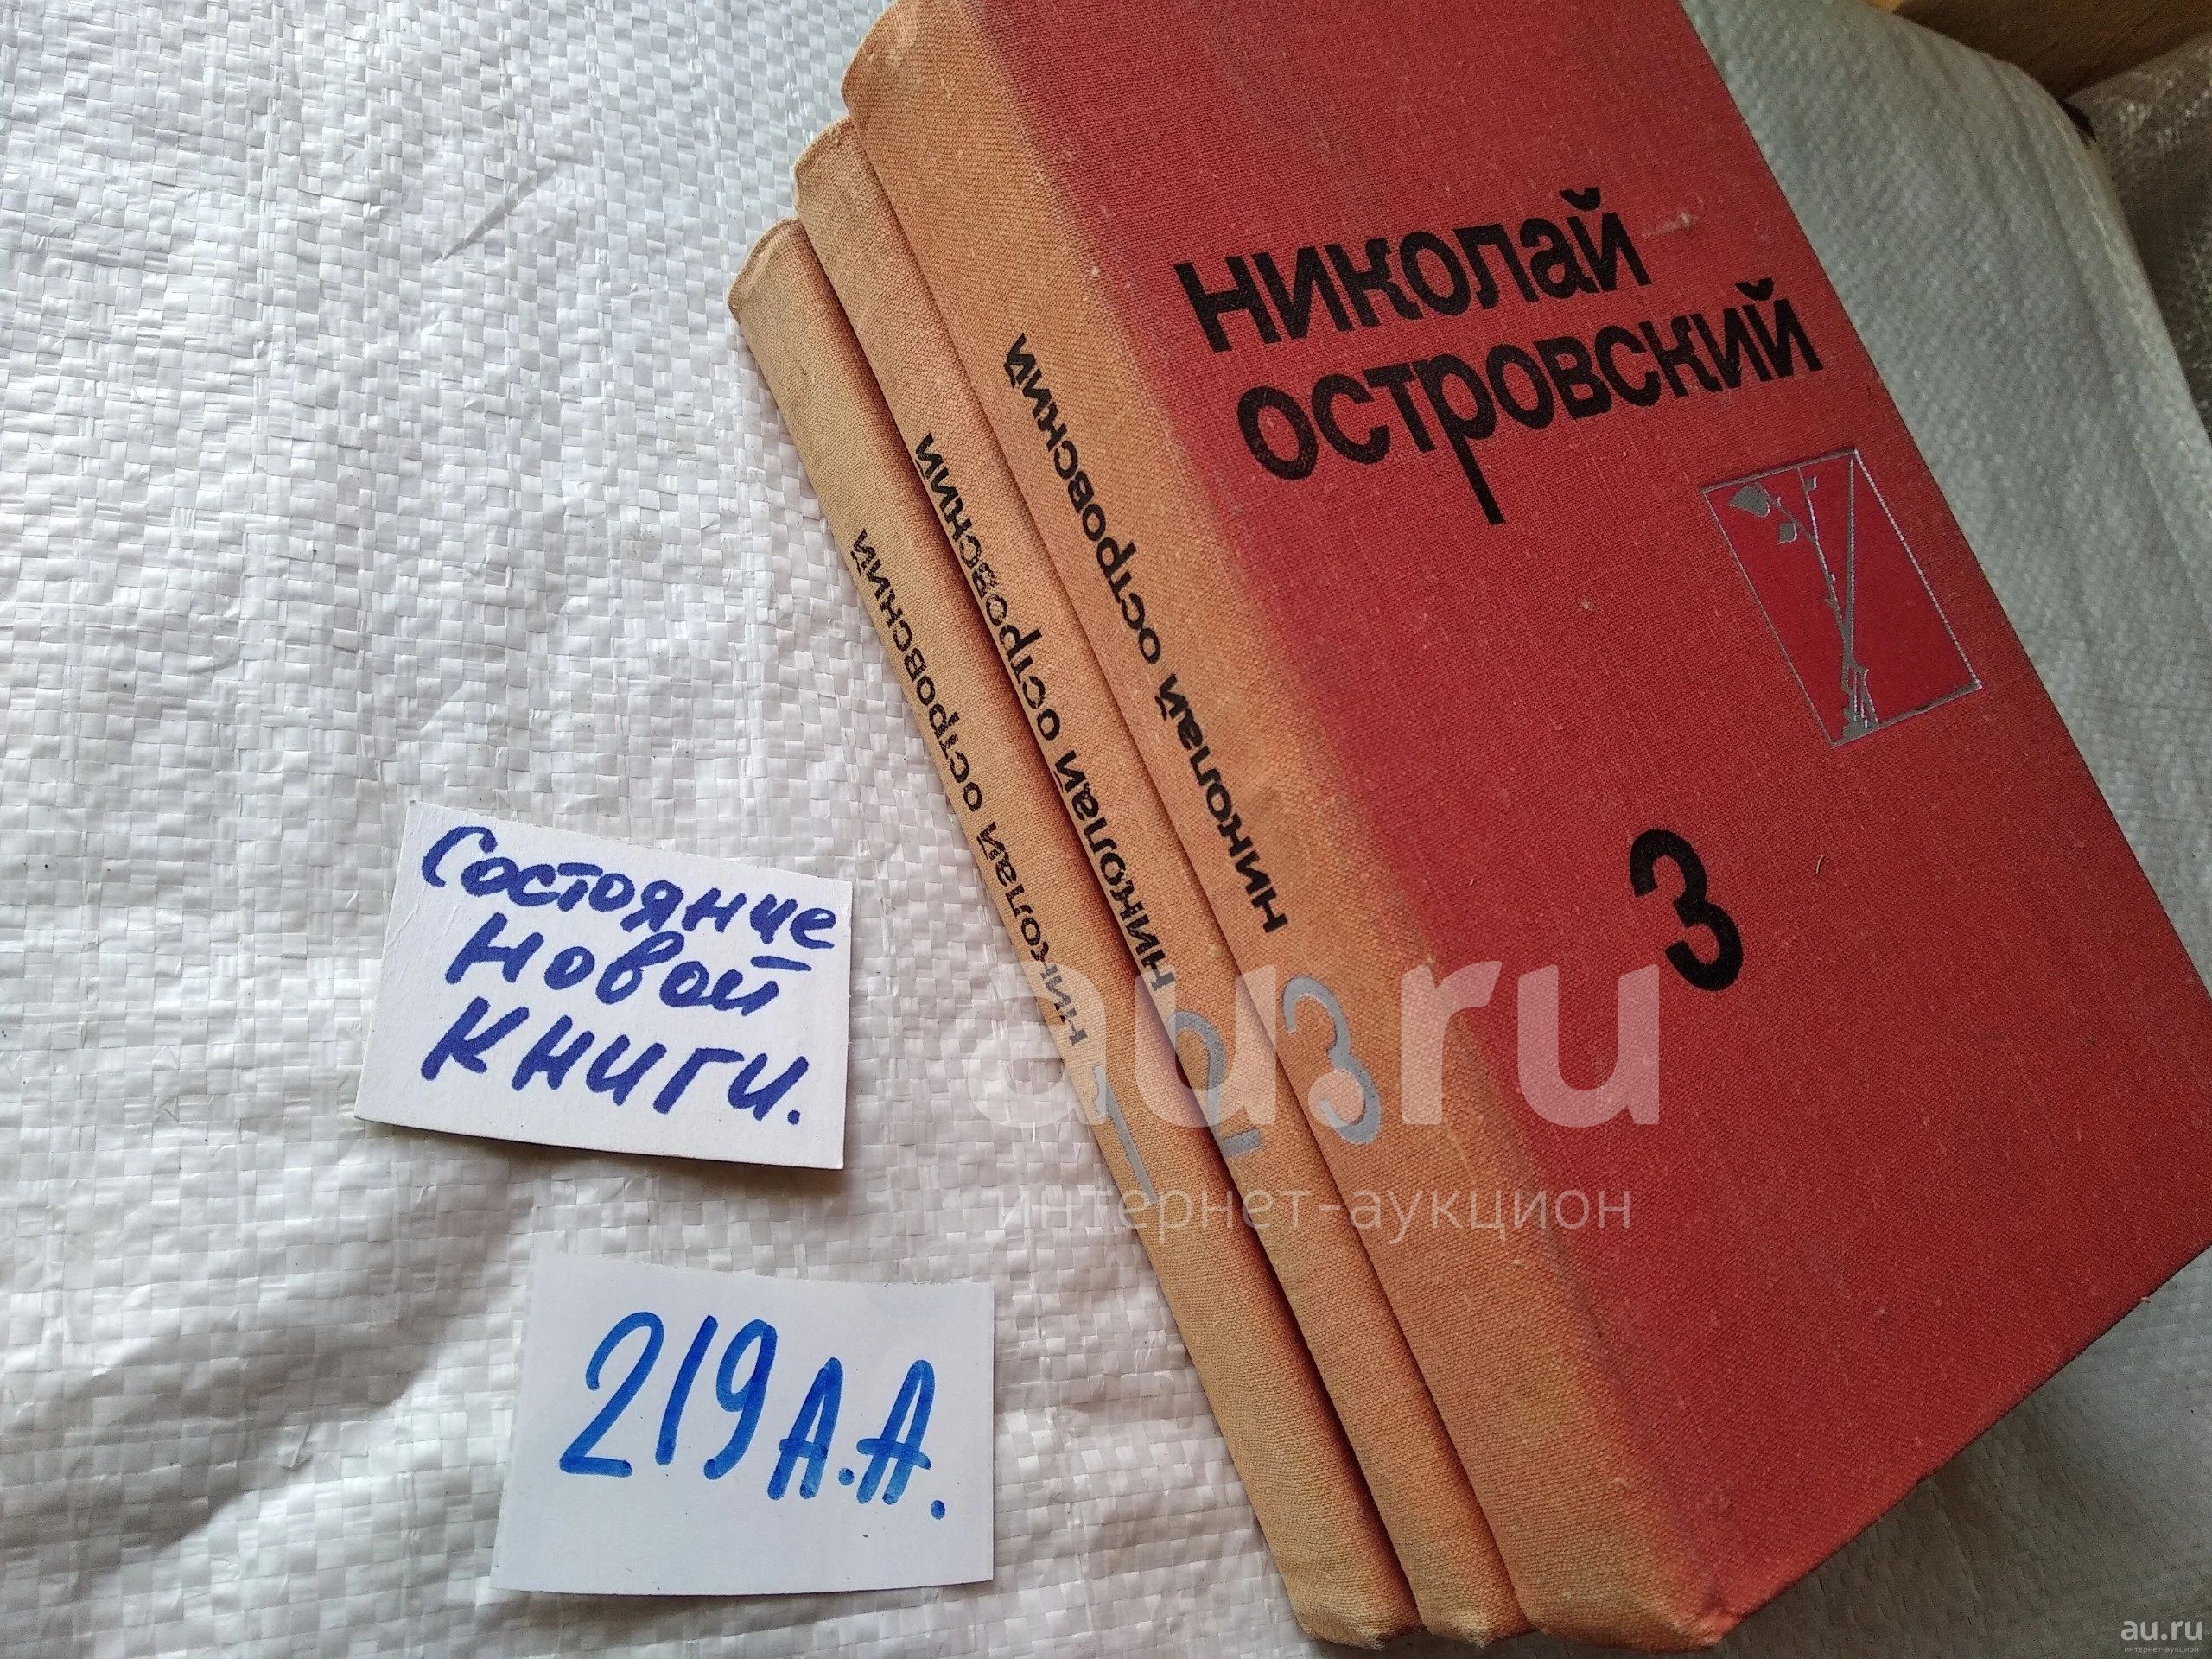 николай
островский
3
николай островский 3
николай островский 2
николай островский 1
Состояние
новой
книги.
219 А.А.
au.ru
интернет-аукцион
au.ru
интернет-аукцион